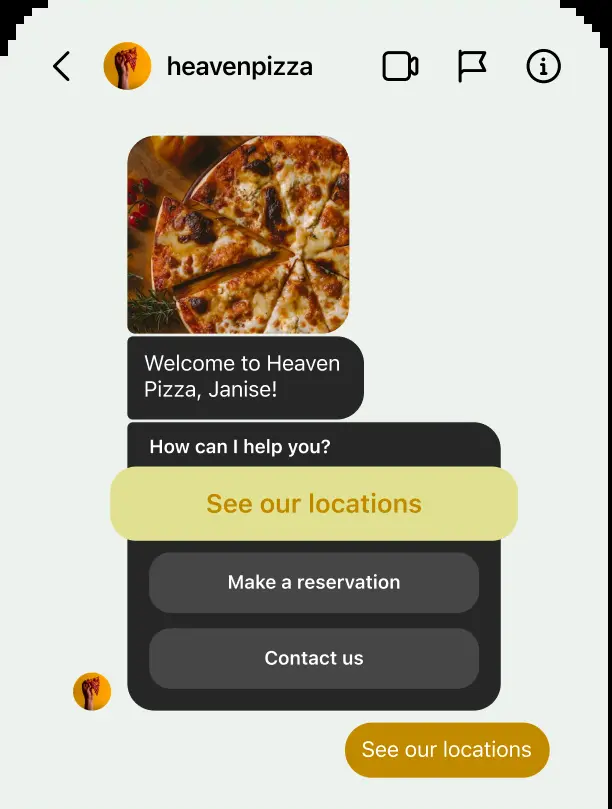 heavenpizza
Welcome to Heaven
Pizza, Janise!
How can I help you?
See our locations
Make a reservation
Contact us
See our locations